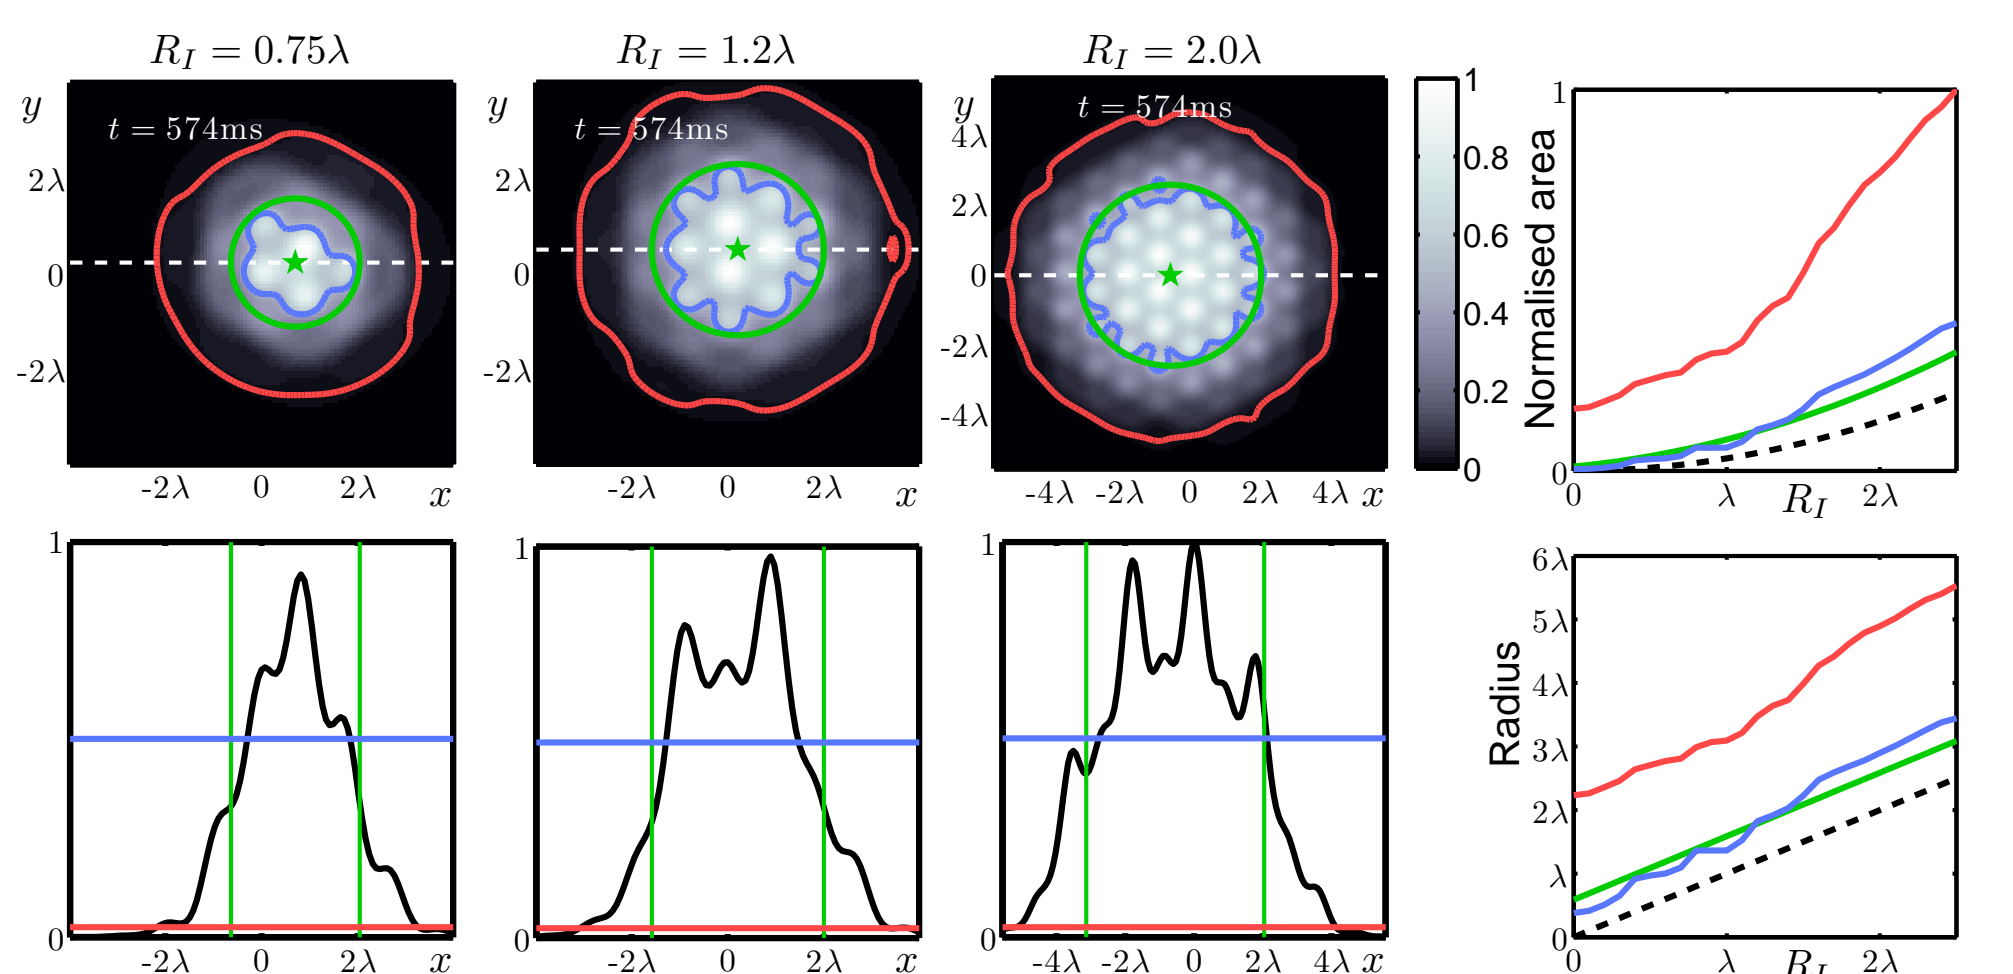 R_I = 0.75λ
R_I = 1.2λ
R_I = 2.0λ
y
t = 574ms
2λ
0
-2λ
-2λ 0 2λ x
y
t = 574ms
2λ
0
-2λ
-2λ 0 2λ x
y
t = 574ms
4λ
2λ
0
-2λ
-4λ
-4λ -2λ 0 2λ 4λ x
1
0.8
0.6
0.4
0.2
0
Normalised area
1
0
0 λ R_I 2λ
1
0
-2λ 0 2λ x
1
0
-2λ 0 2λ x
1
0
-4λ -2λ 0 2λ 4λ x
Radius
6λ
5λ
4λ
3λ
2λ
λ
0
0 λ R_I 2λ